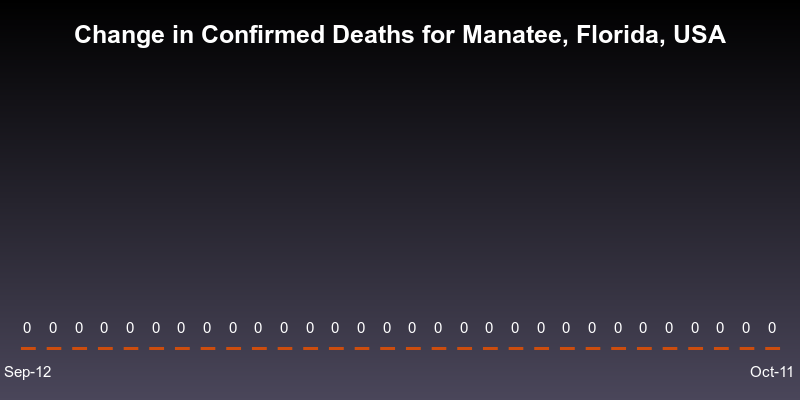 Change in Confirmed Deaths for Manatee, Florida, USA
0 0 0 0 0 0 0 0 0 0 0 0 0 0 0 0 0 0 0 0 0 0 0 0 0 0 0 0 0 0
Sep-12 Oct-11